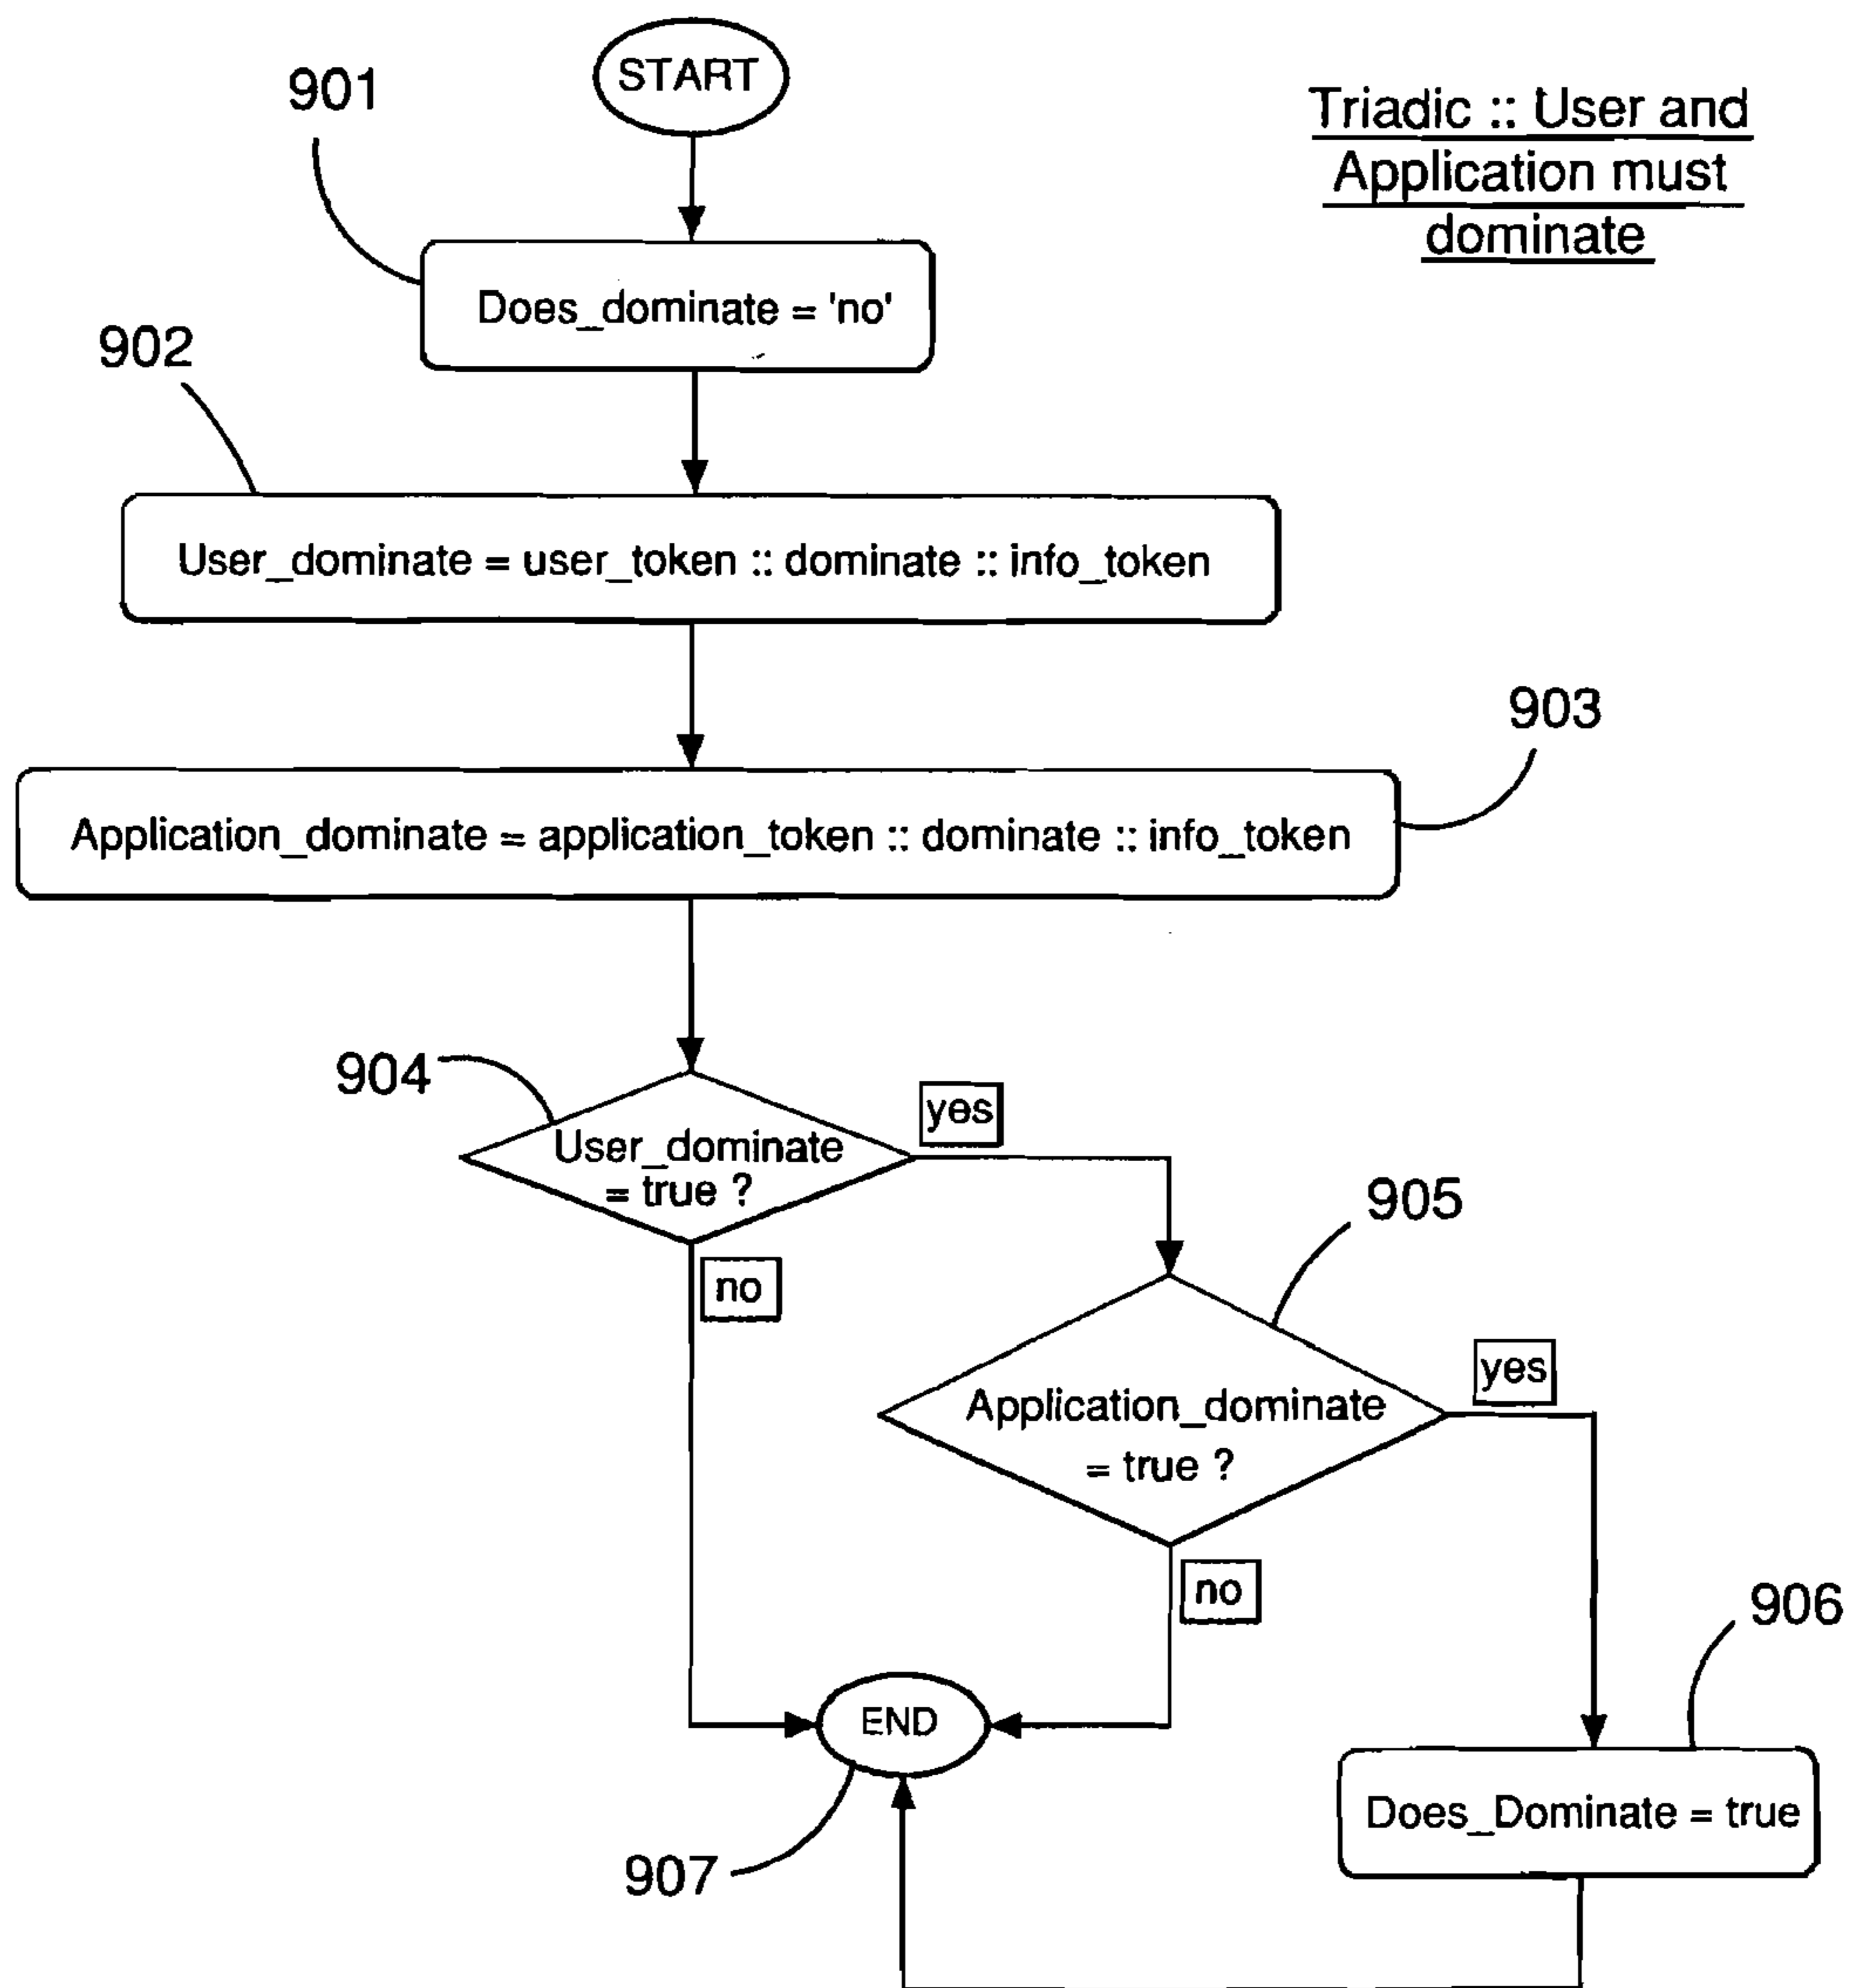 START
901
Triadic :: User and
Application must
dominate
Does_dominate = 'no'
902
User_dominate = user_token :: dominate :: info_token
903
Application_dominate = application_token :: dominate :: info_token
904
yes
User_dominate
= true ?
no
905
yes
Application_dominate
= true ?
no
906
END
Does_Dominate = true
907